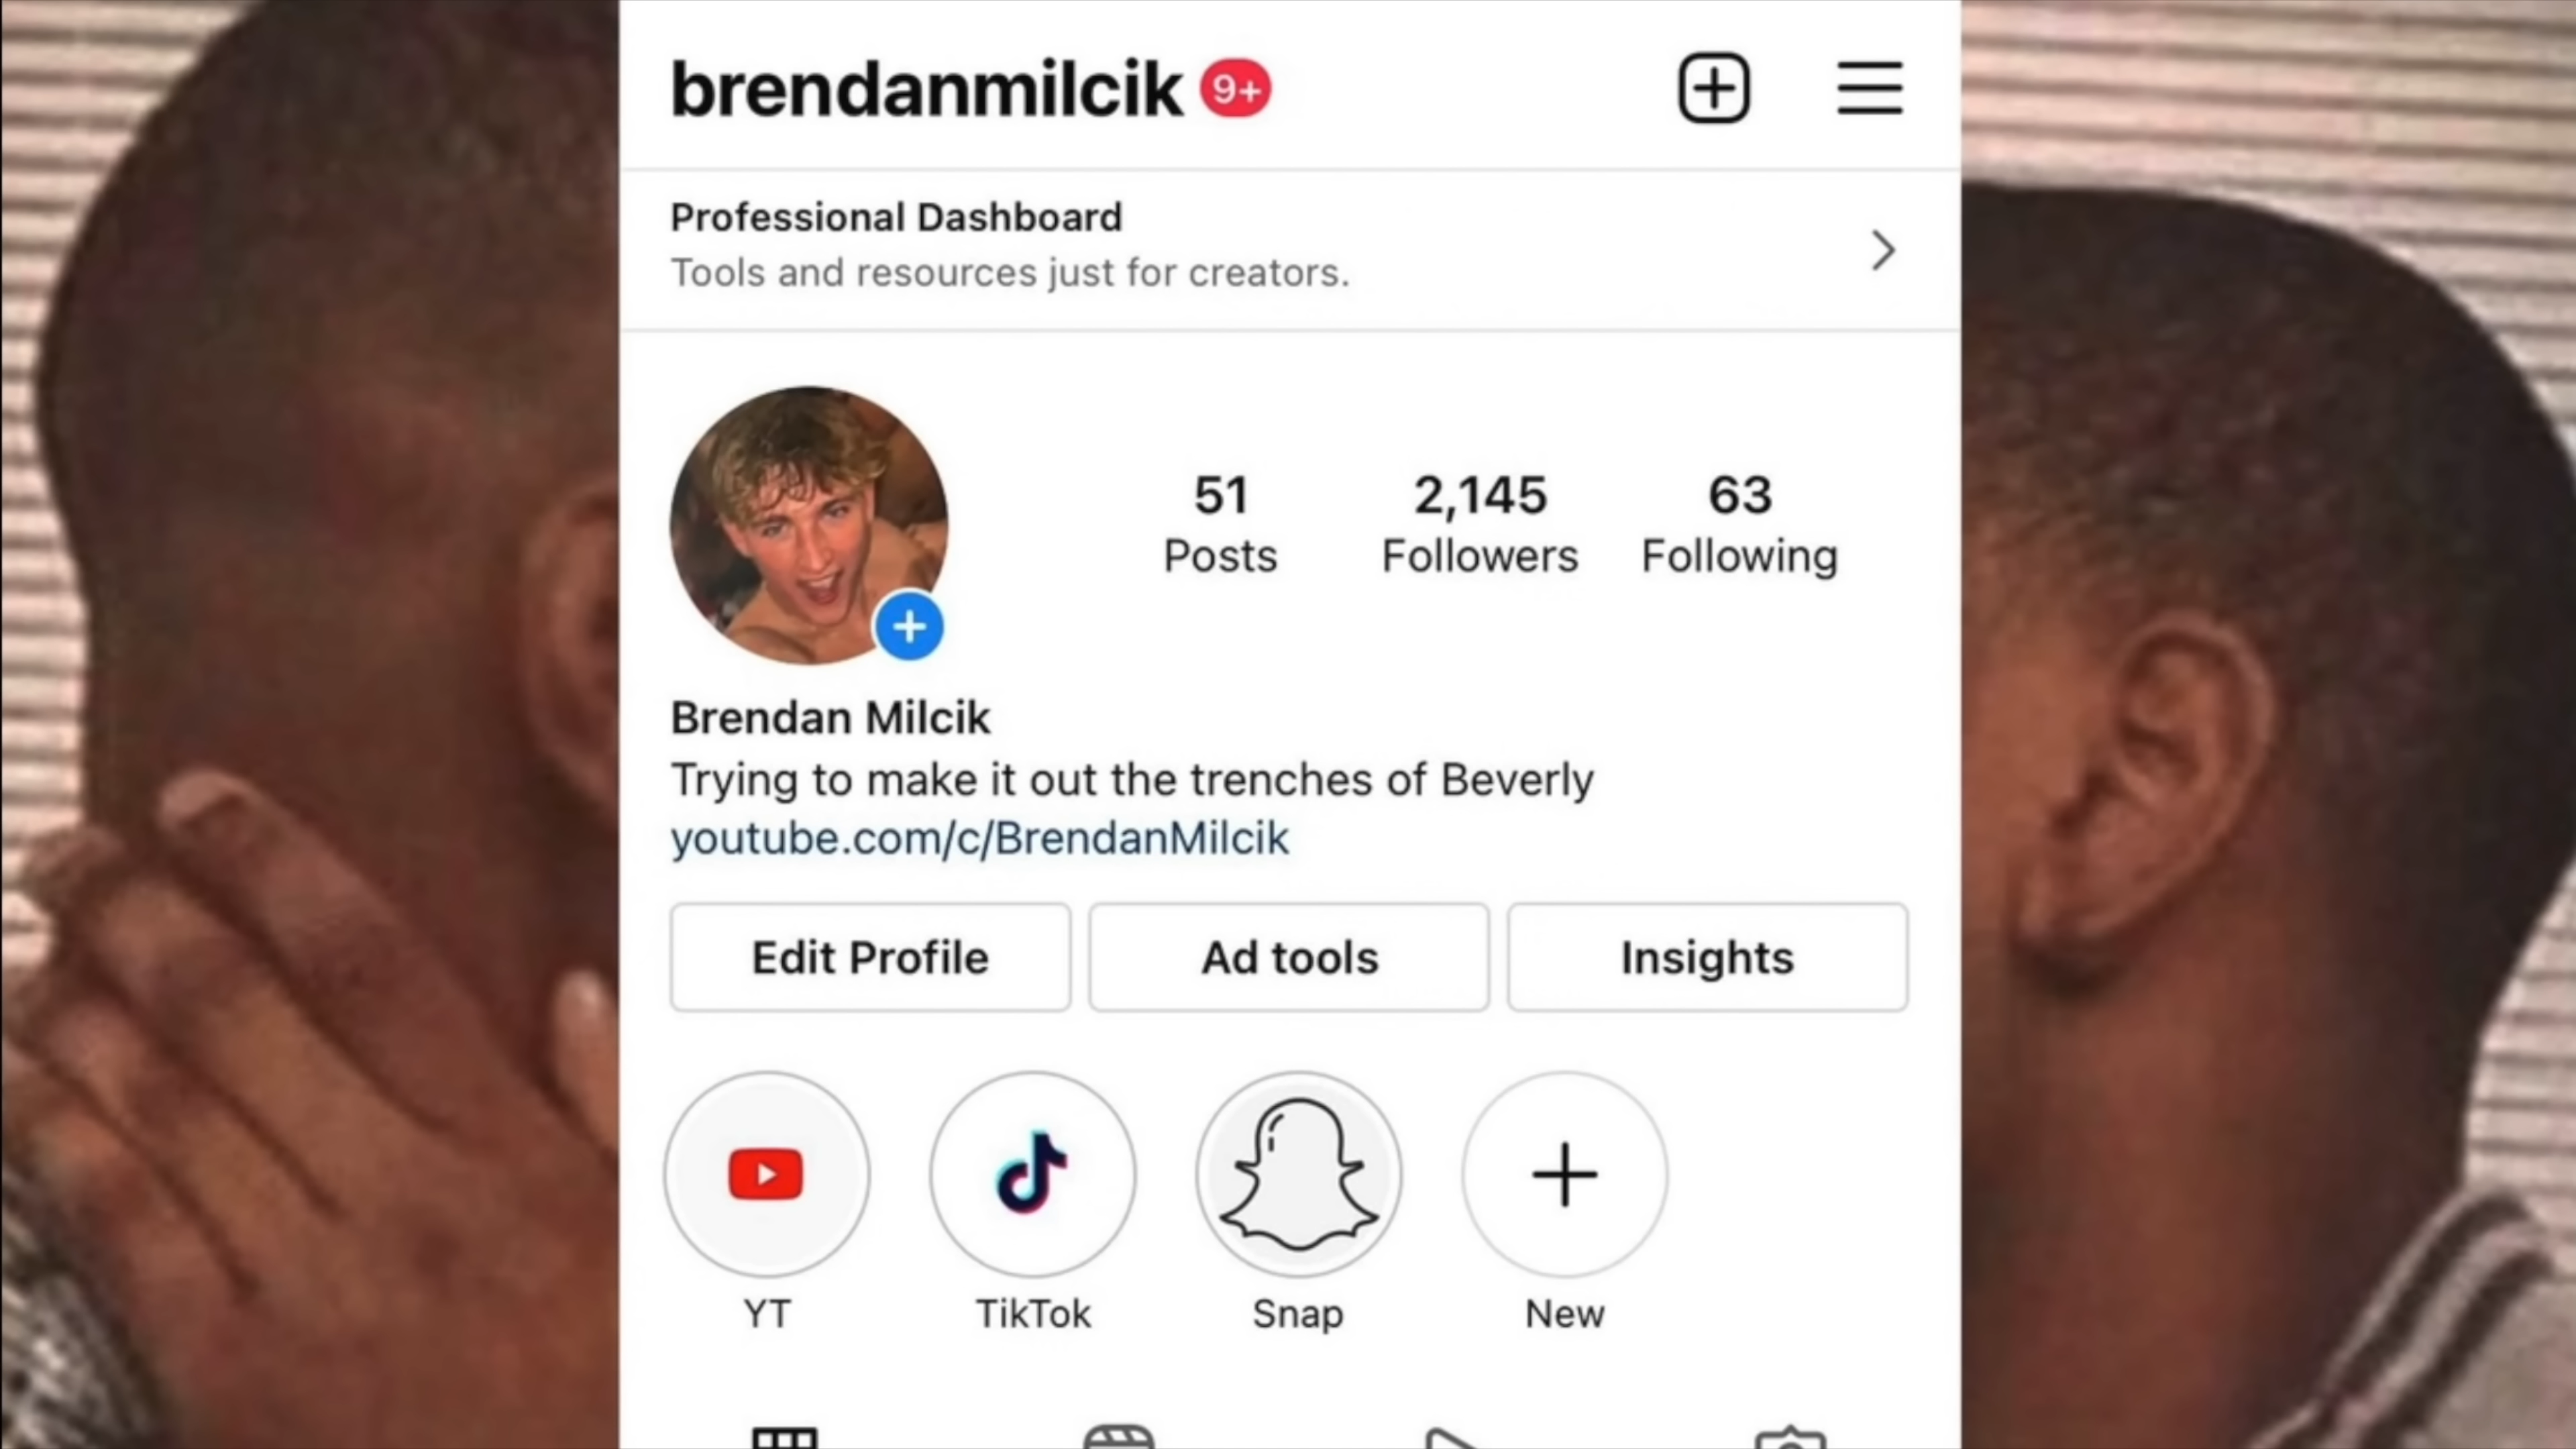 brendanmilcik 9+
Professional Dashboard
Tools and resources just for creators.
51 2,145 63
Posts Followers Following
Brendan Milcik
Trying to make it out the trenches of Beverly
youtube.com/c/BrendanMilcik
Edit Profile Ad tools Insights
YT TikTok Snap New